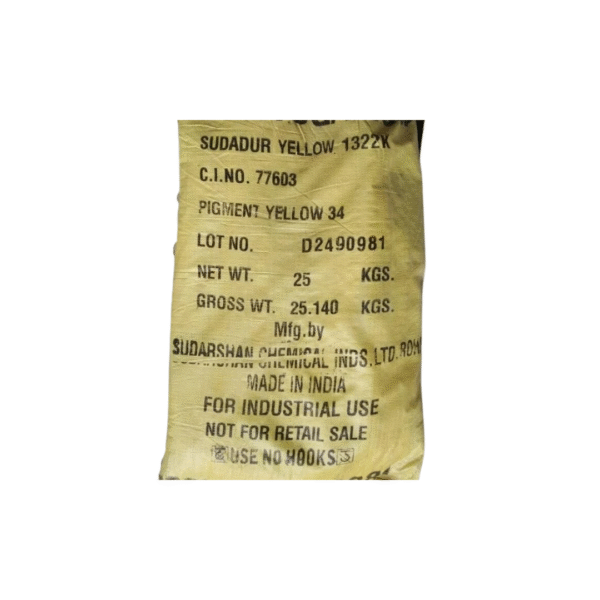 SUDADUR YELLOW 1322K
C.I.NO. 77603
PIGMENT YELLOW 34
LOT NO. D2490981
NET WT. 25 KGS.
GROSS WT. 25.140 KGS.
Mfg.by
SUDARSHAN CHEMICAL INDS.LTD.
MADE IN INDIA
FOR INDUSTRIAL USE
NOT FOR RETAIL SALE
USE NO HOOKS